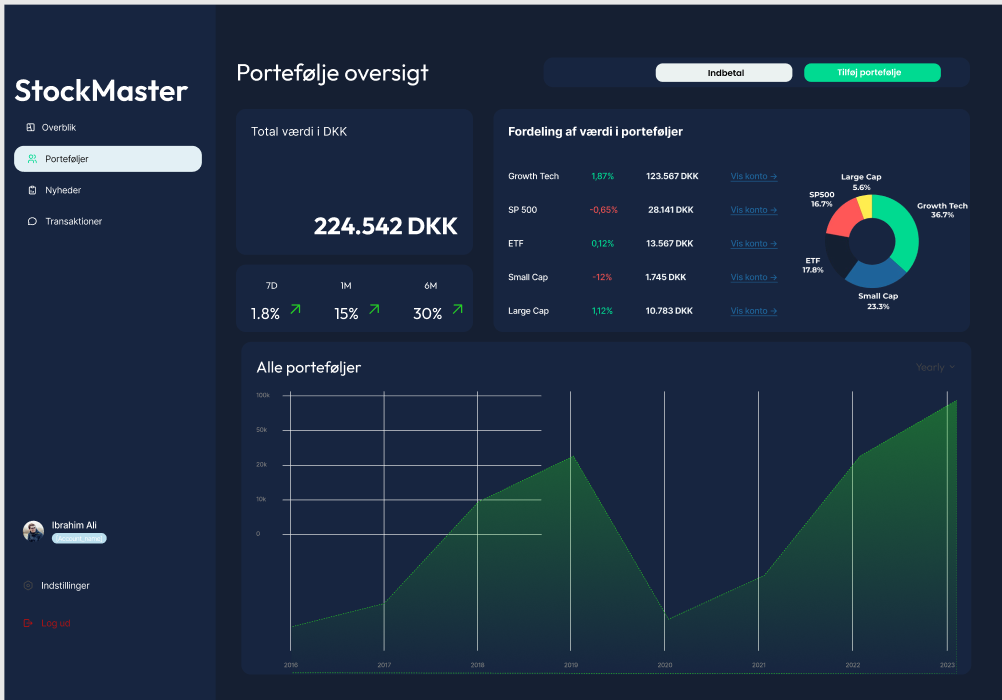 StockMaster
Overblik
Porteføljer
Nyheder
Transaktioner
Ibrahim Ali
[Account_name]
Indstillinger
Log ud
Portefølje oversigt
Indbetal
Tilføj portefølje
Total værdi i DKK
224.542 DKK
7D 1M 6M
1.8% 15% 30%
Fordeling af værdi i porteføljer
Growth Tech 1,87% 123.567 DKK Vis konto →
SP 500 -0,65% 28.141 DKK Vis konto →
ETF 0,12% 13.567 DKK Vis konto →
Small Cap -12% 1.745 DKK Vis konto →
Large Cap 1,12% 10.783 DKK Vis konto →
Large Cap
5.6%
SP500
16.7%
Growth Tech
36.7%
ETF
17.8%
Small Cap
23.3%
Alle porteføljer
Yearly
100k
50k
20k
10k
0
2016 2017 2018 2019 2020 2021 2022 2023